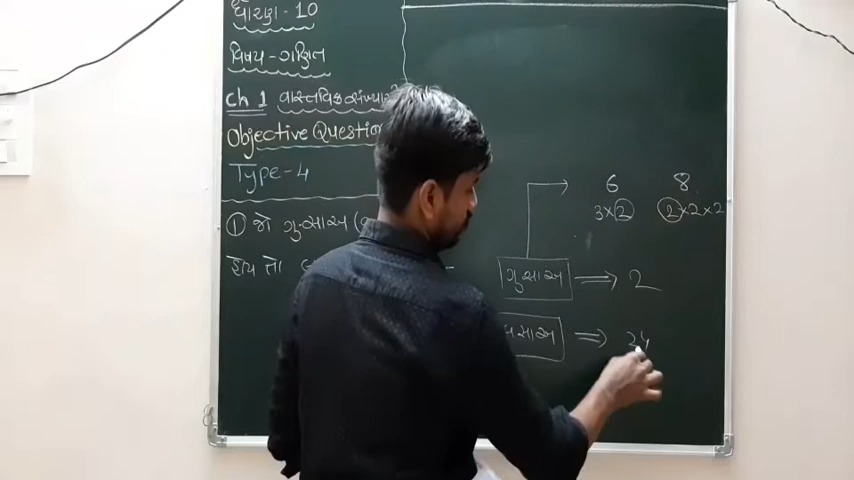 ધોરણ - 10
વિષય - ગણિત
Ch 1 વાસ્તવિક સંખ્યાઓ
Objective Question
Type - 4
① જો ગુ.સા.અ (
હોય તો
6 8
3×2 2×2×2
ગુ.સા.અ ⇒ 2
લ.સા.અ ⇒ 24